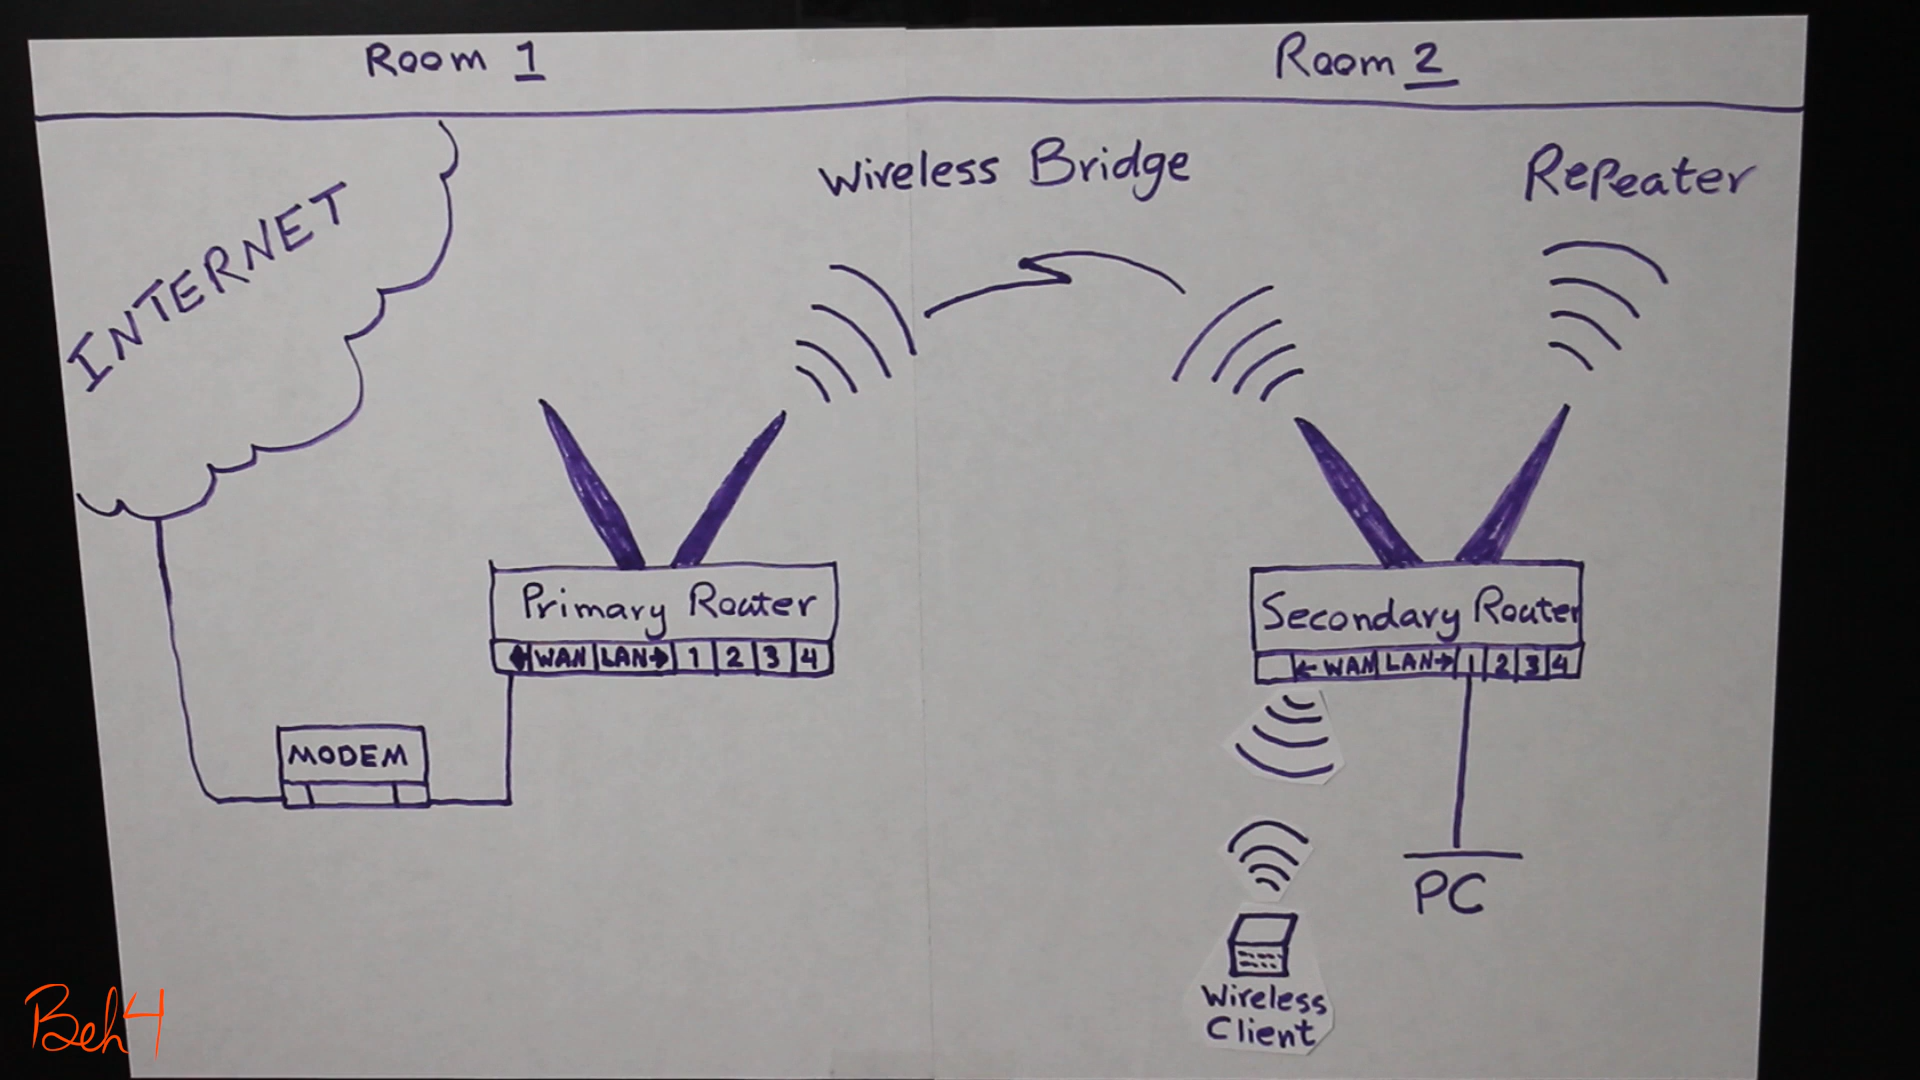 Room 1
Room 2
INTERNET
Wireless Bridge
Repeater
Primary Router
WAN LAN 1 2 3 4
Secondary Router
WAN LAN 1 2 3 4
MODEM
PC
Wireless
Client
Beh4